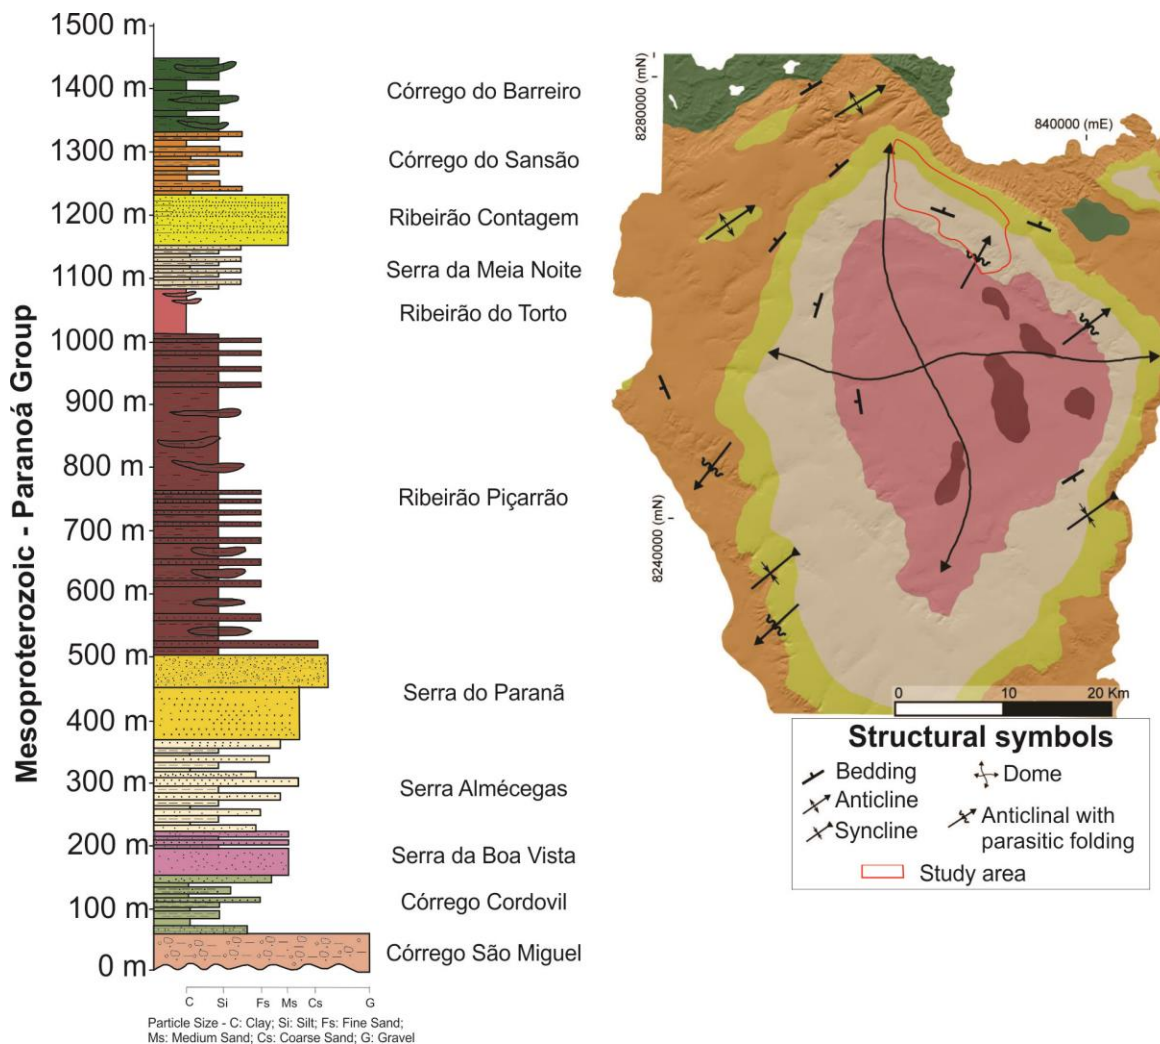 Mesoproterozoic - Paranoá Group
1500 m
1400 m
1300 m
1200 m
1100 m
1000 m
900 m
800 m
700 m
600 m
500 m
400 m
300 m
200 m
100 m
0 m
Córrego do Barreiro
Córrego do Sansão
Ribeirão Contagem
Serra da Meia Noite
Ribeirão do Torto
Ribeirão Piçarrão
Serra do Paranã
Serra Almécegas
Serra da Boa Vista
Córrego Cordovil
Córrego São Miguel
C Si Fs Ms Cs G
Particle Size - C: Clay; Si: Silt; Fs: Fine Sand;
Ms: Medium Sand; Cs: Coarse Sand; G: Gravel
8280000 (mN)
840000 (mE)
8240000 (mN)
0 10 20 Km
Structural symbols
Bedding
Dome
Anticline
Anticlinal with
parasitic folding
Syncline
Study area